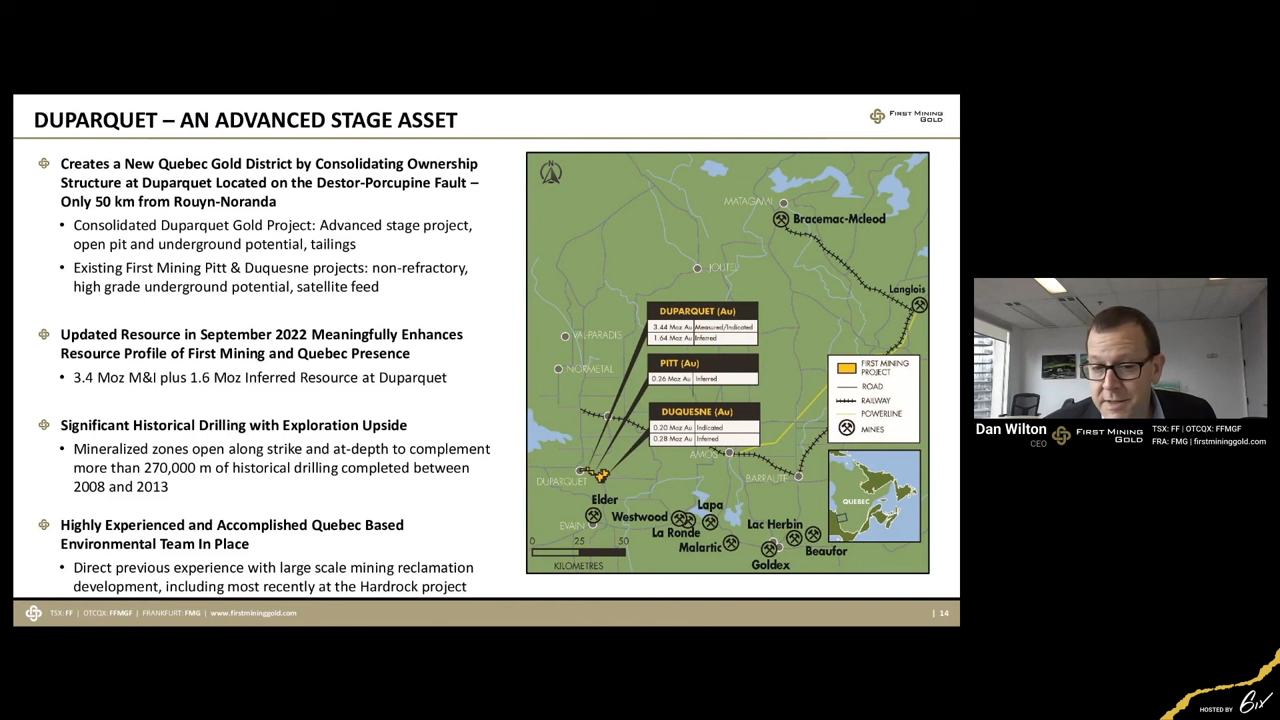 DUPARQUET – AN ADVANCED STAGE ASSET
FIRST MINING
GOLD
Creates a New Quebec Gold District by Consolidating Ownership
Structure at Duparquet Located on the Destor-Porcupine Fault –
Only 50 km from Rouyn-Noranda
• Consolidated Duparquet Gold Project: Advanced stage project,
open pit and underground potential, tailings
• Existing First Mining Pitt & Duquesne projects: non-refractory,
high grade underground potential, satellite feed
Updated Resource in September 2022 Meaningfully Enhances
Resource Profile of First Mining and Quebec Presence
• 3.4 Moz M&I plus 1.6 Moz Inferred Resource at Duparquet
Significant Historical Drilling with Exploration Upside
• Mineralized zones open along strike and at-depth to complement
more than 270,000 m of historical drilling completed between
2008 and 2013
Highly Experienced and Accomplished Quebec Based
Environmental Team In Place
• Direct previous experience with large scale mining reclamation
development, including most recently at the Hardrock project
N
MATAGAMI
Bracemac-Mcleod
JOUTEL
Langlois
DUPARQUET (Au)
3.44 Moz Au Measured/Indicated
1.64 Moz Au Inferred
VAL-PARADIS
PITT (Au)
0.26 Moz Au Inferred
NORMETAL
FIRST MINING
PROJECT
ROAD
RAILWAY
POWERLINE
MINES
DUQUESNE (Au)
0.20 Moz Au Indicated
0.28 Moz Au Inferred
AMOS
BARRAUTE
DUPARQUET
QUEBEC
Elder
EVAIN
Westwood
La Ronde
Lapa
Malartic
Lac Herbin
Goldex
Beaufor
0 25 50
KILOMETRES
TSX: FF | OTCQX: FFMGF | FRANKFURT: FMG | www.firstmininggold.com
| 14
Dan Wilton
CEO
FIRST MINING
GOLD
TSX: FF | OTCQX: FFMGF
FRA: FMG | firstmininggold.com
HOSTED BY 6ix